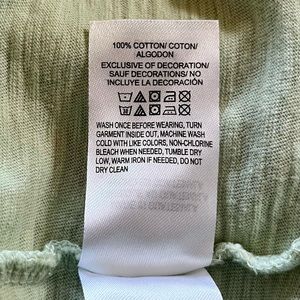 100% COTTON/ COTON/
ALGODON
EXCLUSIVE OF DECORATION/
SAUF DECORATIONS/ NO
INCLUYE LA DECORACIÓN
WASH ONCE BEFORE WEARING, TURN
GARMENT INSIDE OUT, MACHINE WASH
COLD WITH LIKE COLORS, NON-CHLORINE
BLEACH WHEN NEEDED, TUMBLE DRY
LOW, WARM IRON IF NEEDED, DO NOT
DRY CLEAN